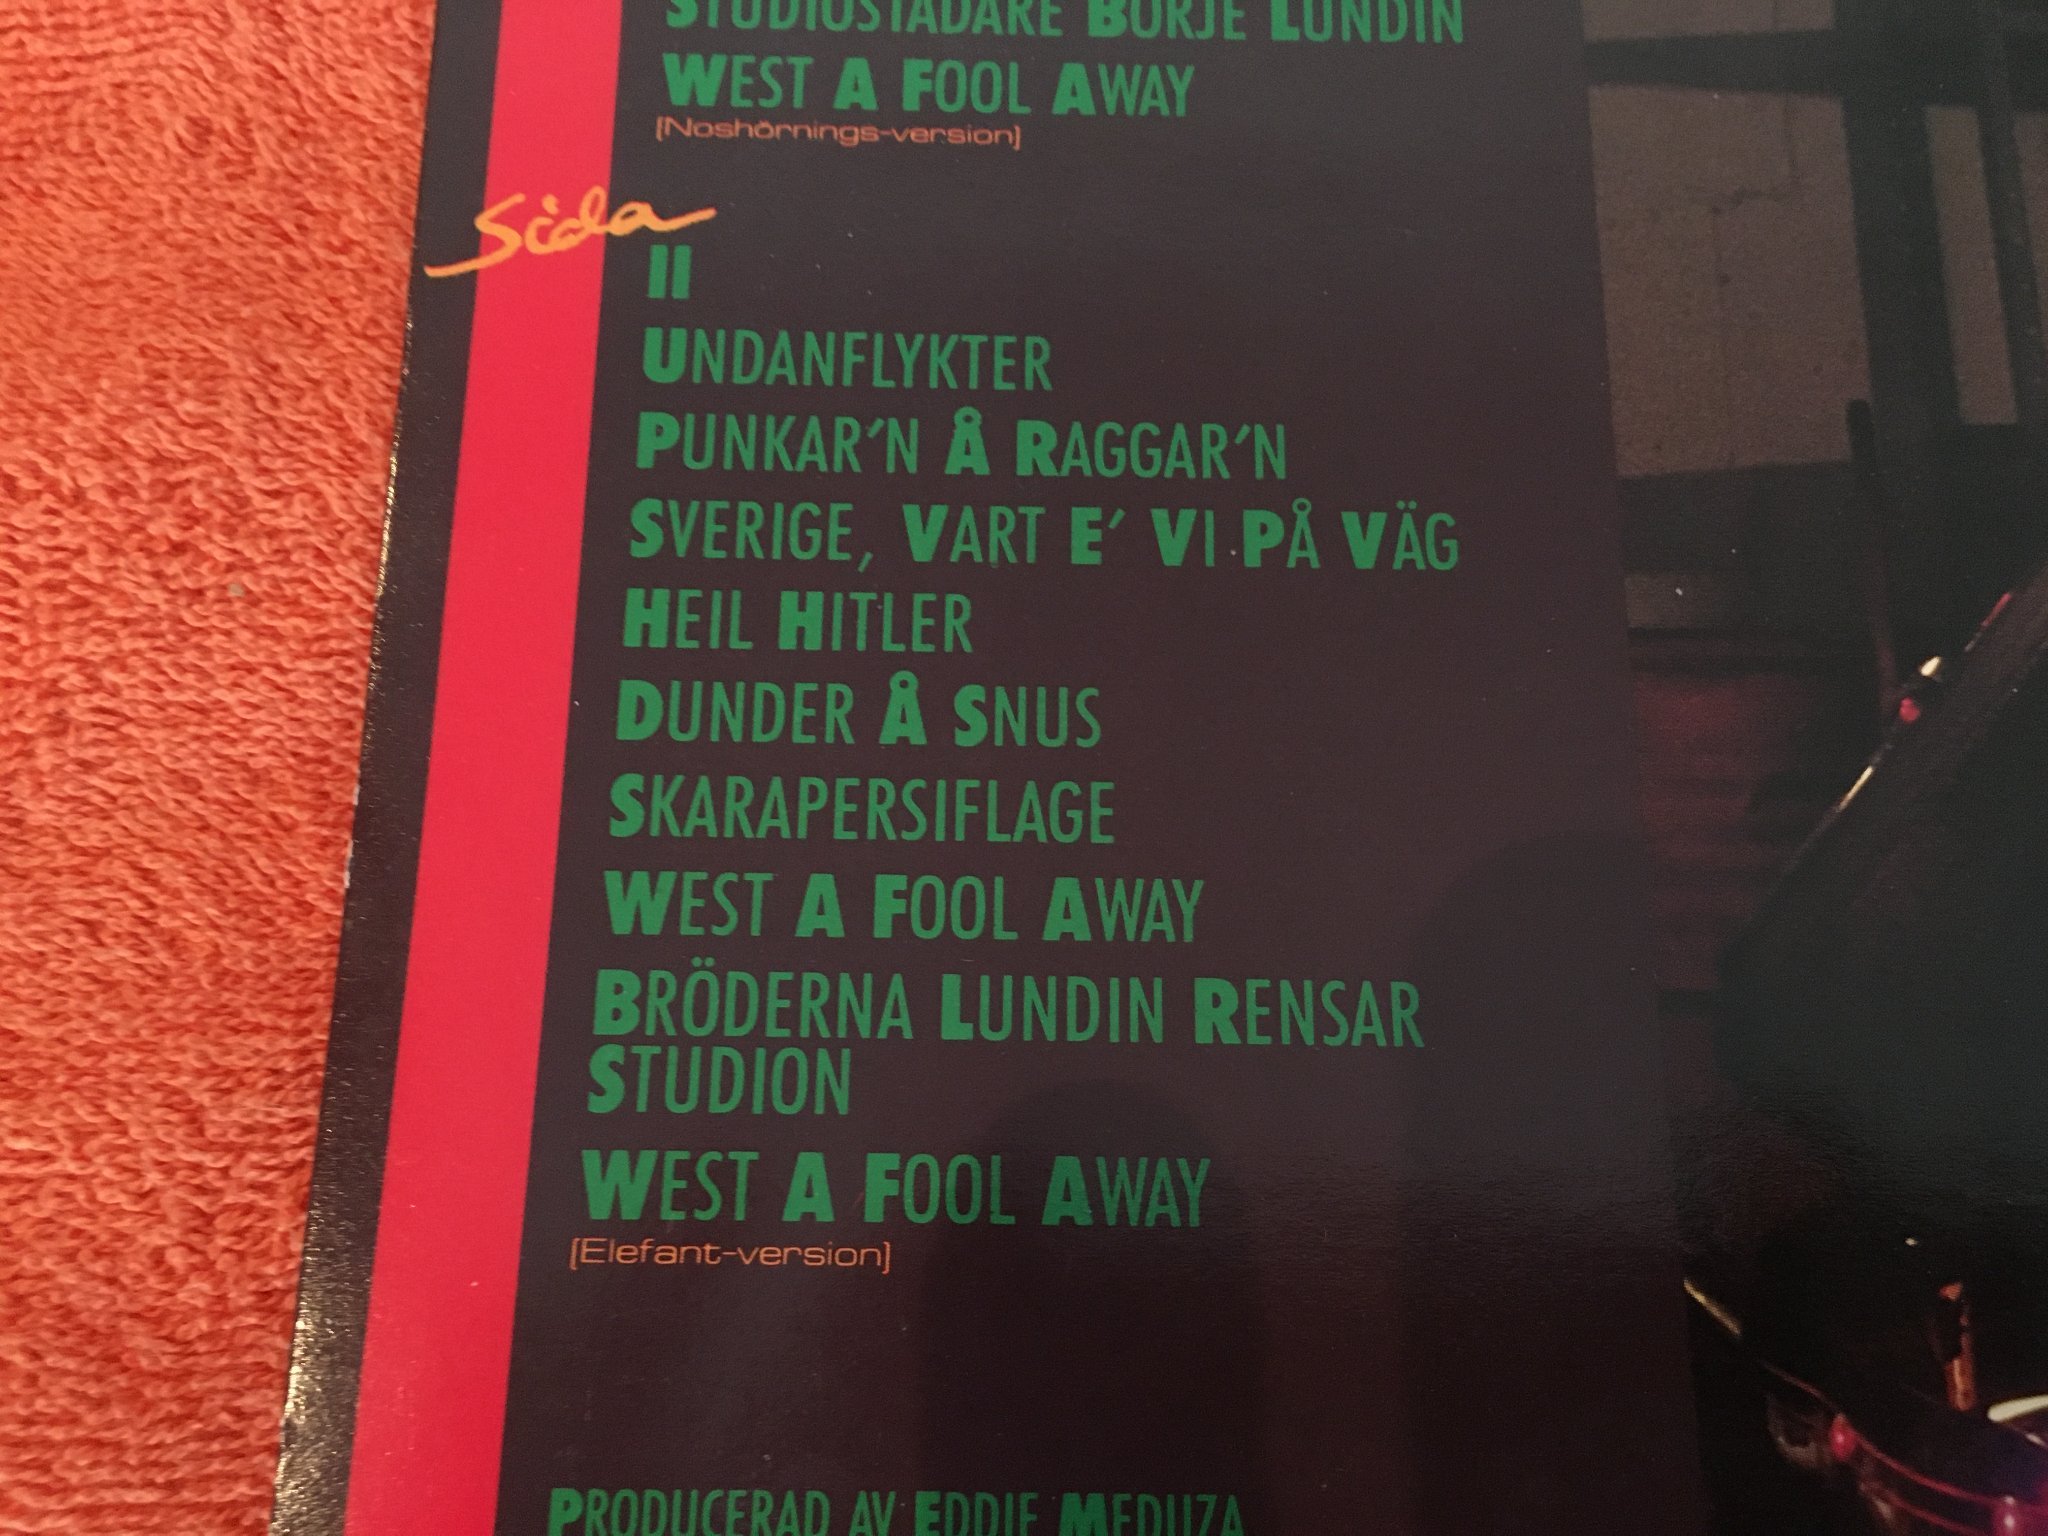 STUDIOSTÄDARE BÖRJE LUNDIN
WEST A FOOL AWAY
(Noshörnings-version)
Sida
II
UNDANFLYKTER
PUNKAR´N Å RAGGAR´N
SVERIGE, VART E´ VI PÅ VÄG
HEIL HITLER
DUNDER Å SNUS
SKARAPERSIFLAGE
WEST A FOOL AWAY
BRÖDERNA LUNDIN RENSAR
STUDION
WEST A FOOL AWAY
(Elefant-version)
PRODUCERAD AV EDDIE MEDUZA